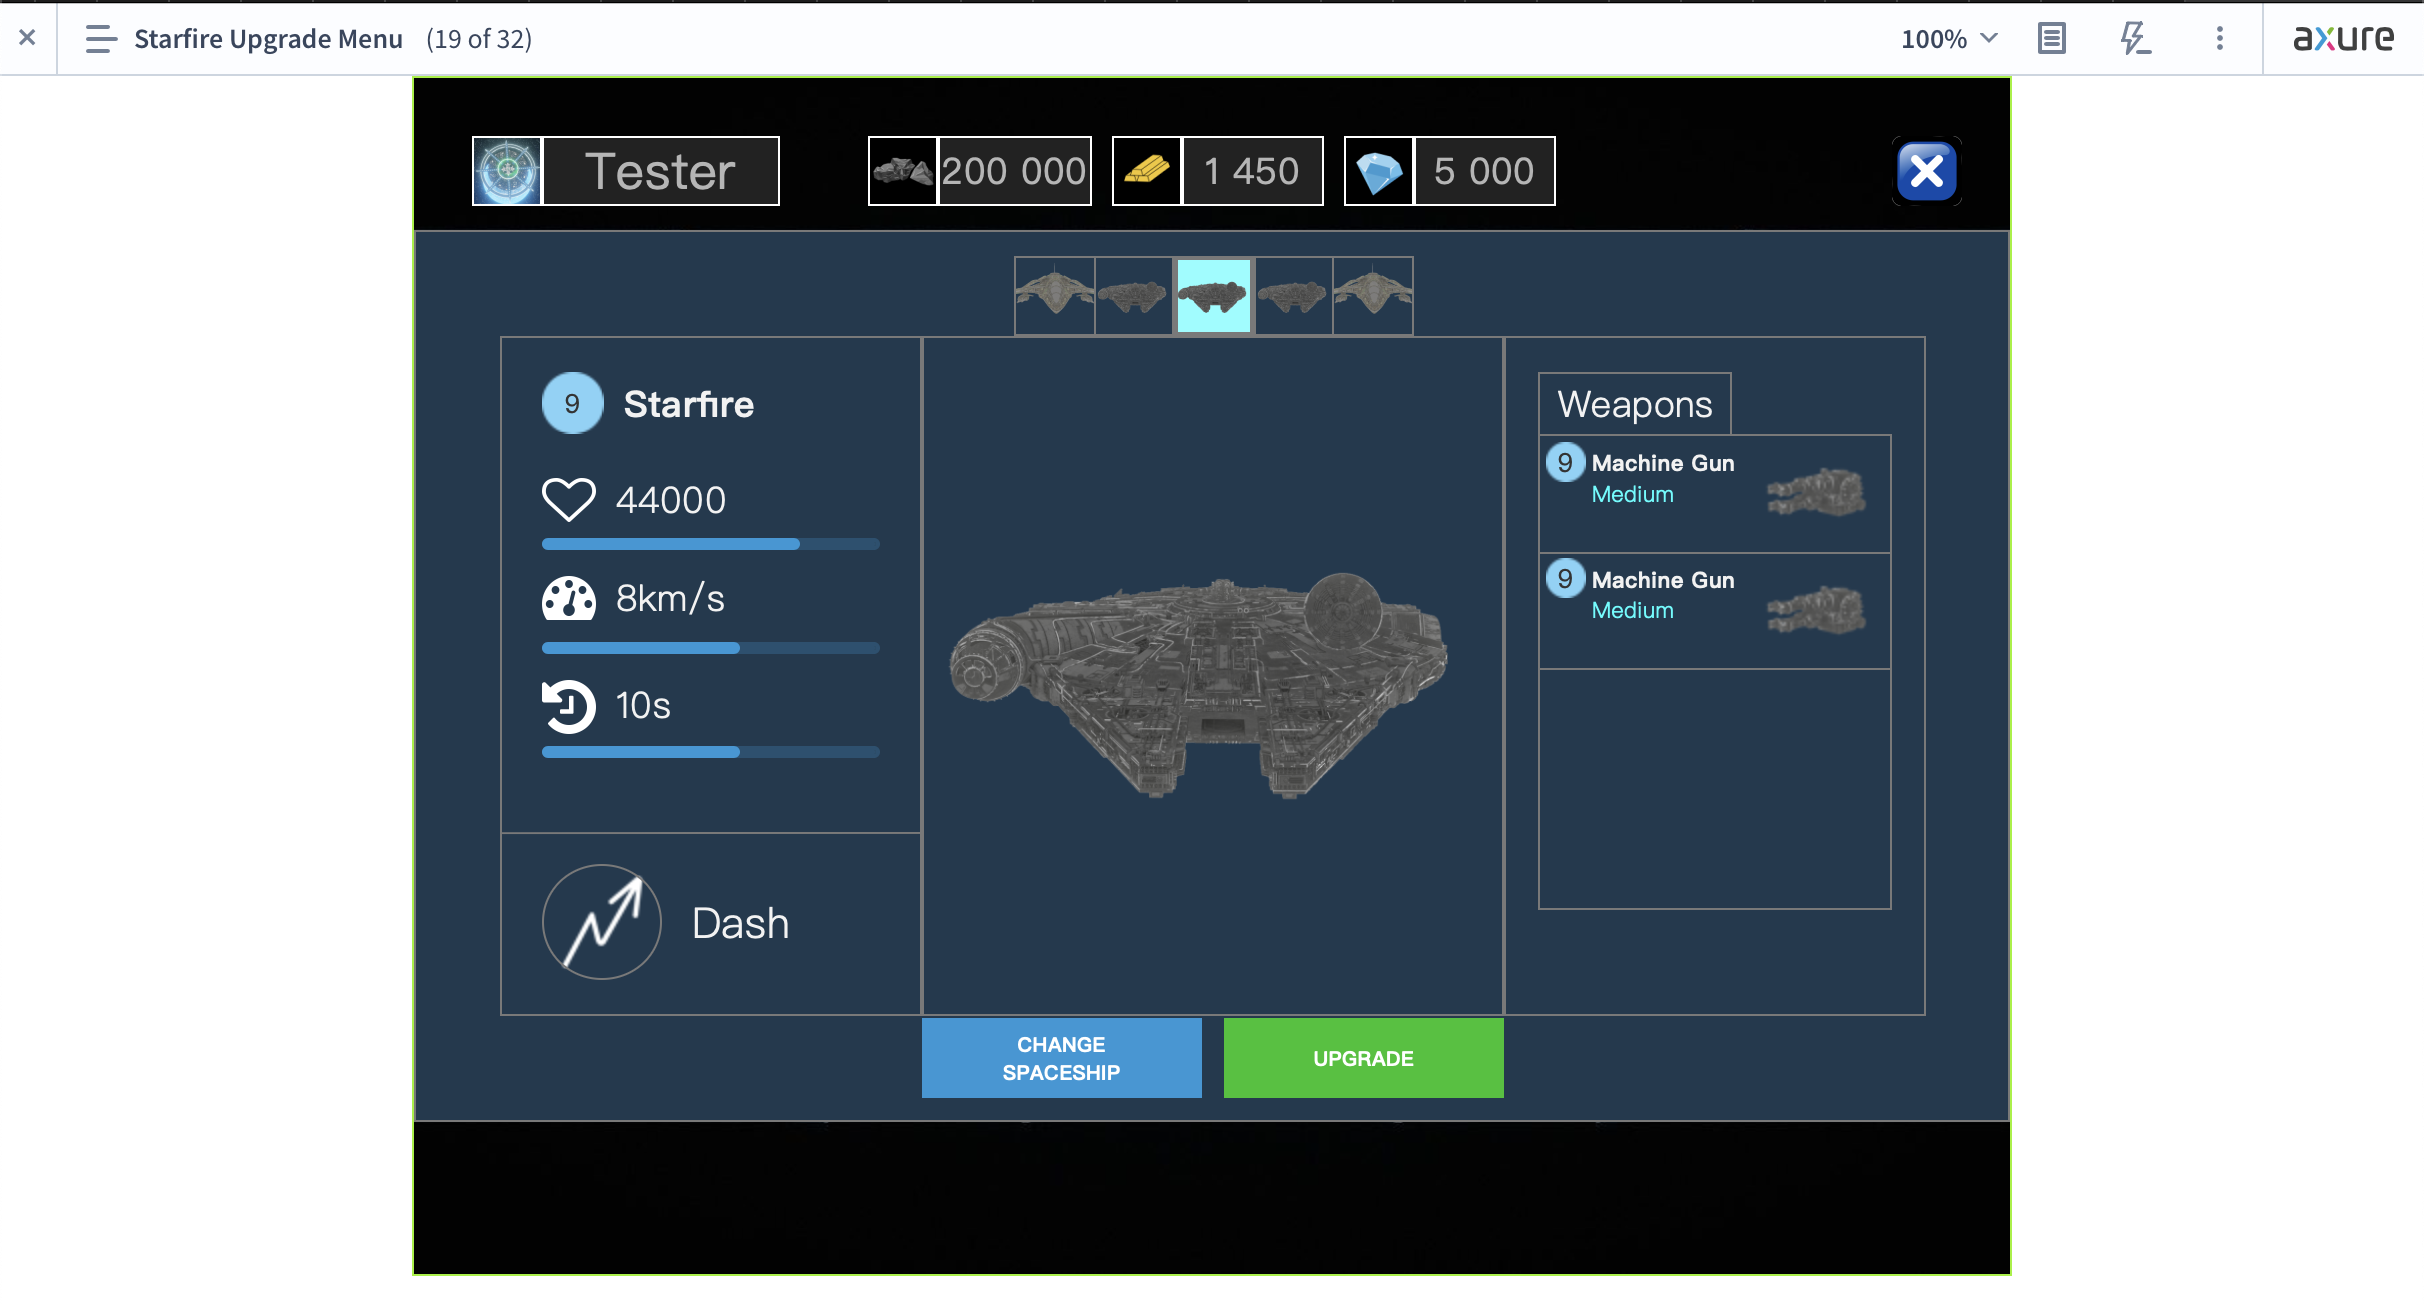 Starfire Upgrade Menu (19 of 32)
100%
axure
Tester
200 000
1 450
5 000
9
Starfire
44000
8km/s
10s
Dash
Weapons
9
Machine Gun
Medium
9
Machine Gun
Medium
CHANGE
SPACESHIP
UPGRADE